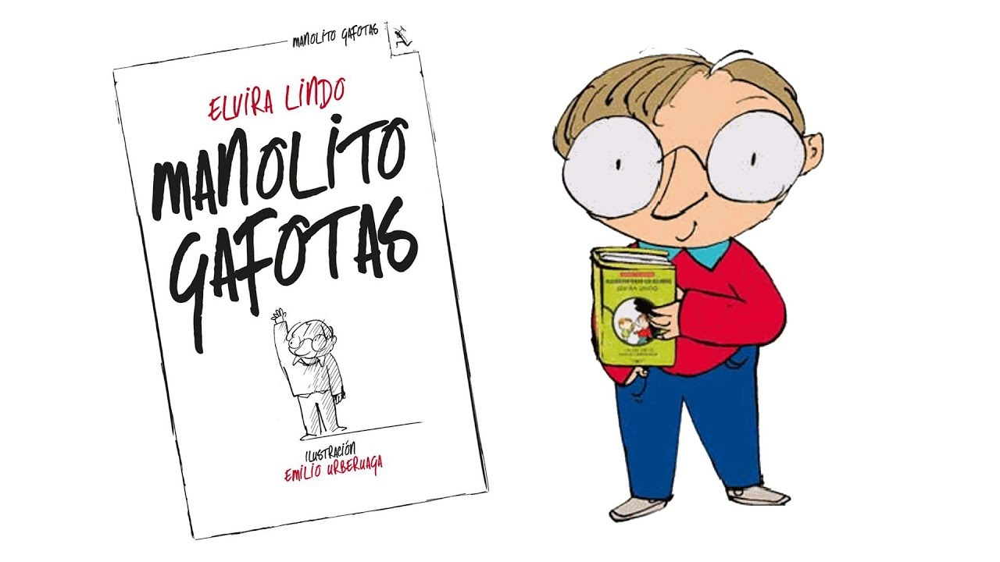 MANOLITO GAFOTAS
ELVIRA LINDO
MANOLITO
GAFOTAS
ILUSTRACIÓN
EMILIO URBERUAGA
ELVIRA LINDO